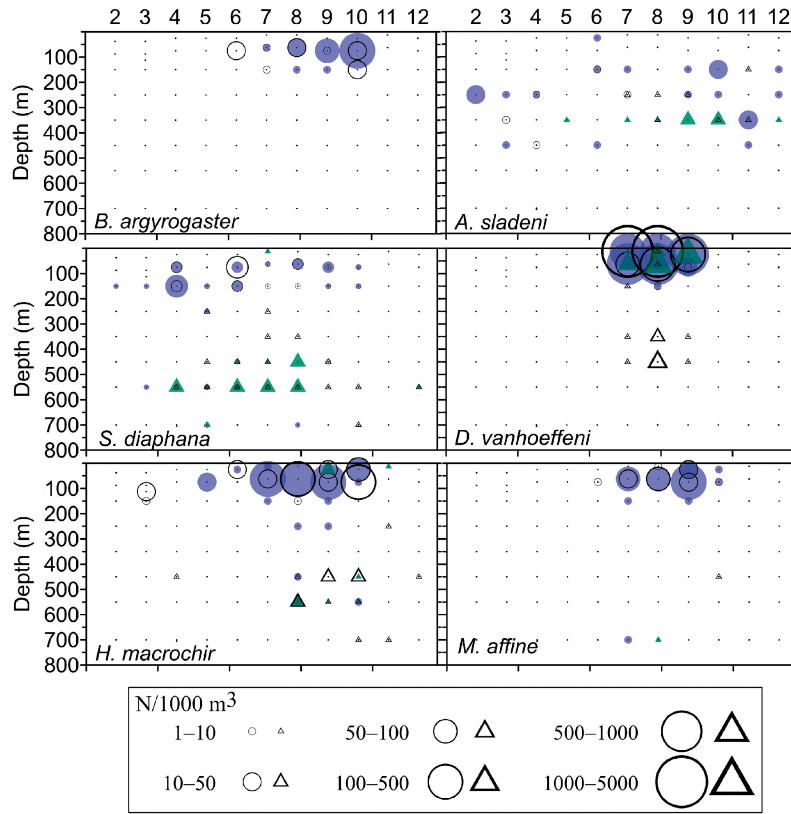 2 3 4 5 6 7 8 9 10 11 12 2 3 4 5 6 7 8 9 10 11 12
Depth (m)
100
200
300
400
500
600
700
800
B. argyrogaster
A. sladeni
Depth (m)
100
200
300
400
500
600
700
800
S. diaphana
D. vanhoeffeni
Depth (m)
100
200
300
400
500
600
700
800
H. macrochir
M. affine
N/1000 m³
1–10 50–100 500–1000
10–50 100–500 1000–5000